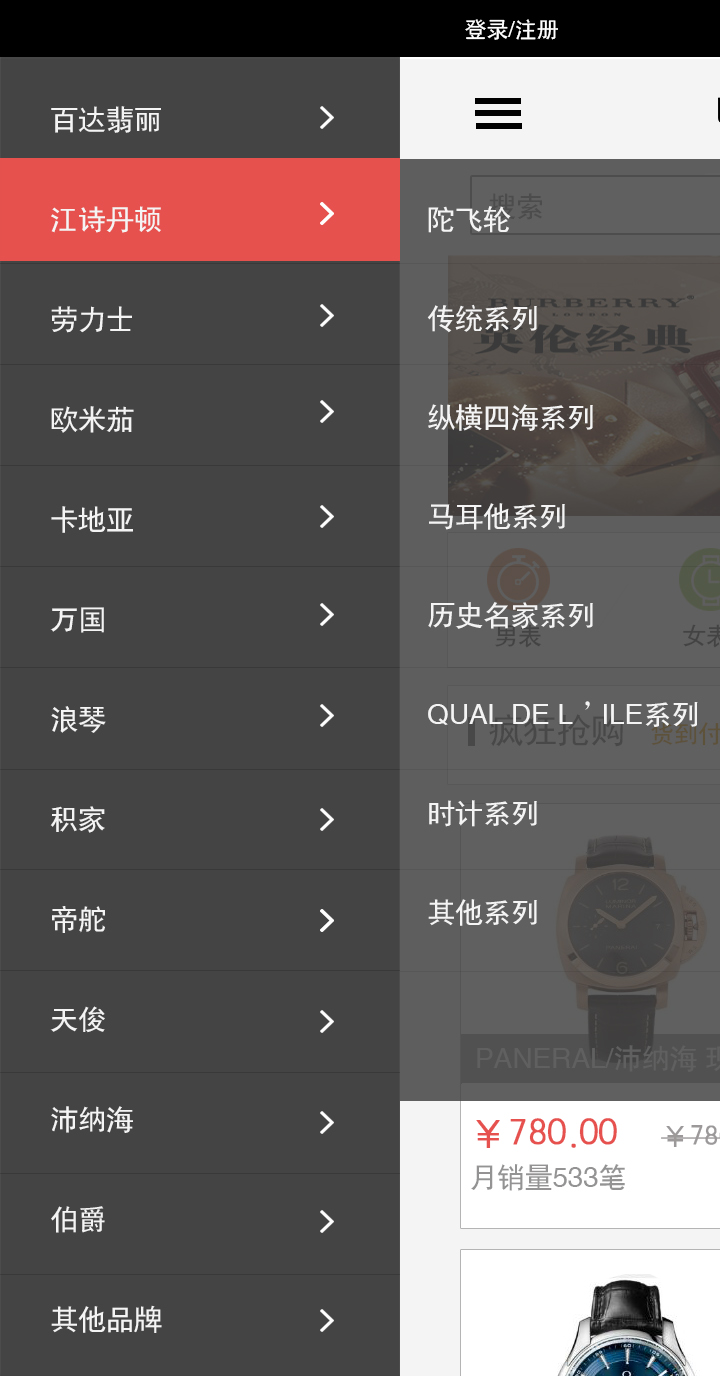 登录/注册
百达翡丽
江诗丹顿
劳力士
欧米茄
卡地亚
万国
浪琴
积家
帝舵
天俊
沛纳海
伯爵
其他品牌
陀飞轮
传统系列
纵横四海系列
马耳他系列
历史名家系列
QUAL DE L＇ILE系列
时计系列
其他系列
搜索
BURBERRY
LONDON
英伦经典
男表
女表
疯狂抢购
货到付
PANERAL/沛纳海
￥780.00
￥78
月销量533笔